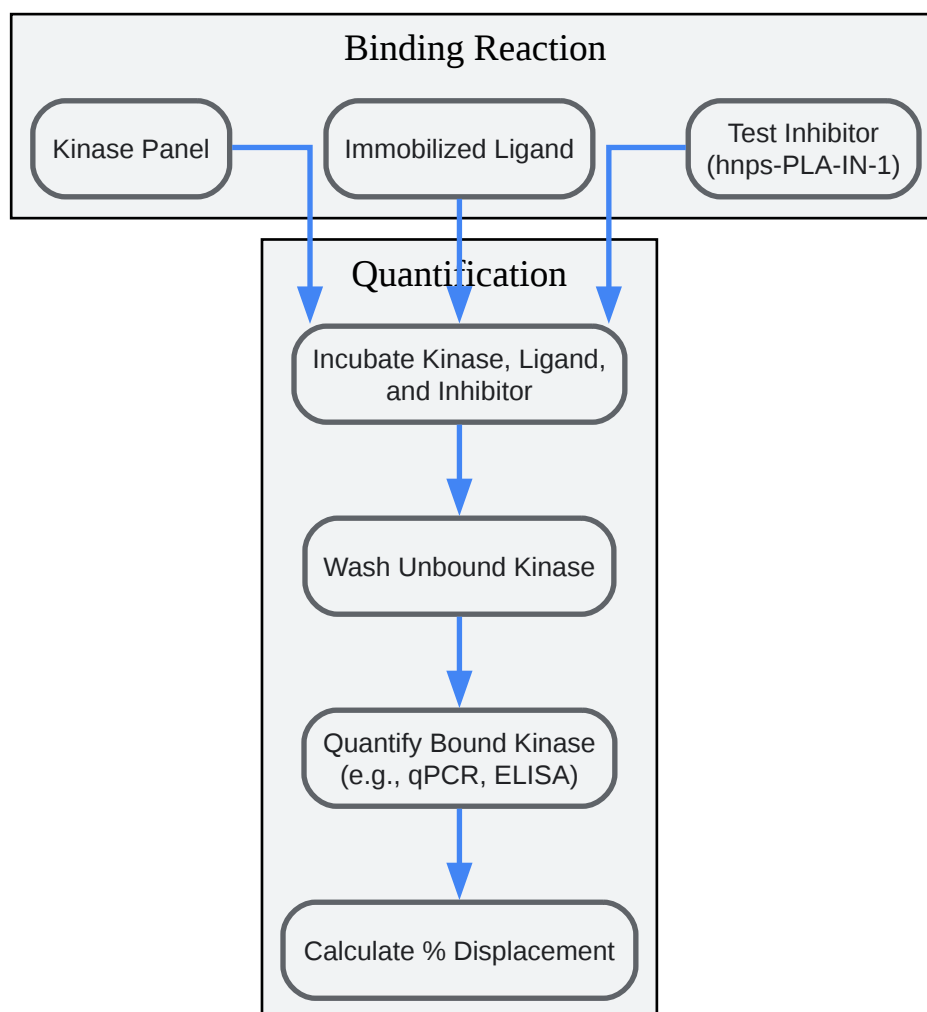 Binding Reaction
Kinase Panel
Immobilized Ligand
Test Inhibitor
(hnps-PLA-IN-1)
Quantification
Incubate Kinase, Ligand,
and Inhibitor
Wash Unbound Kinase
Quantify Bound Kinase
(e.g., qPCR, ELISA)
Calculate % Displacement